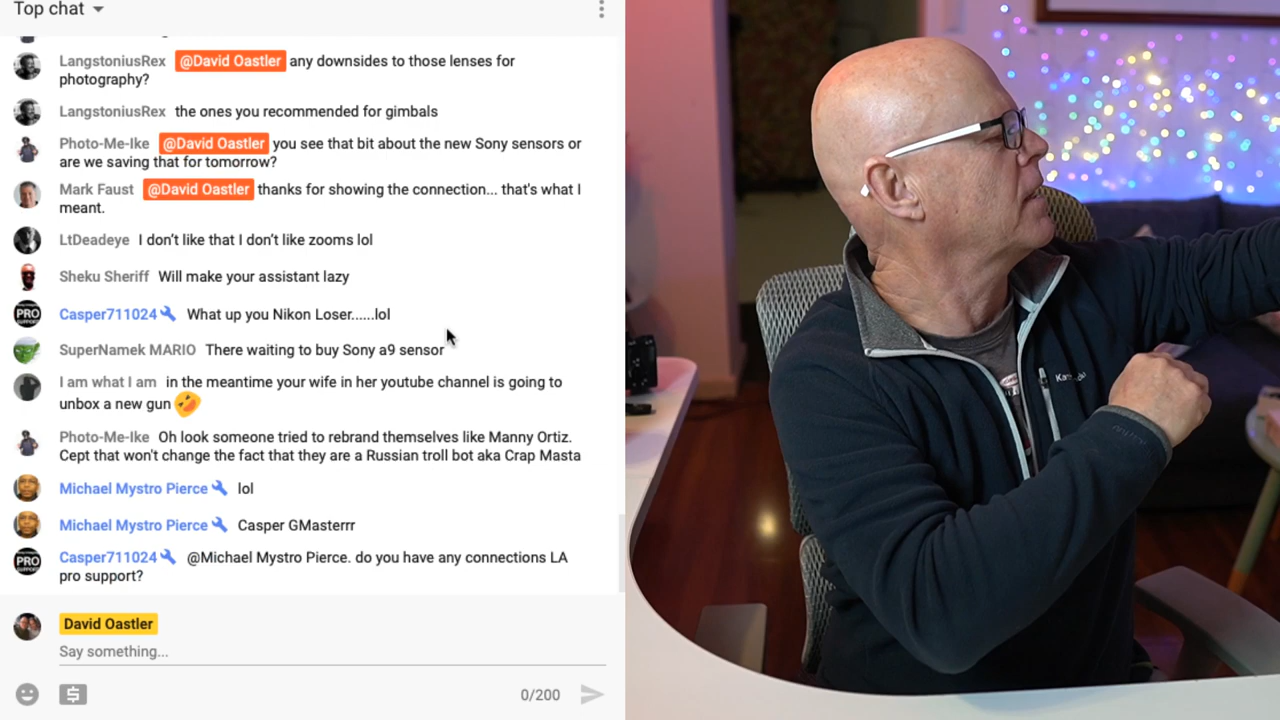 Top chat
LangstoniusRex @David Oastler any downsides to those lenses for
photography?
LangstoniusRex the ones you recommended for gimbals
Photo-Me-Ike @David Oastler you see that bit about the new Sony sensors or
are we saving that for tomorrow?
Mark Faust @David Oastler thanks for showing the connection... that's what I
meant.
LtDeadeye I don't like that I don't like zooms lol
Sheku Sheriff Will make your assistant lazy
PRO
Casper711024 What up you Nikon Loser......lol
SuperNamek MARIO There waiting to buy Sony a9 sensor
I am what I am in the meantime your wife in her youtube channel is going to
unbox a new gun 🤣
Photo-Me-Ike Oh look someone tried to rebrand themselves like Manny Ortiz.
Cept that won't change the fact that they are a Russian troll bot aka Crap Masta
Michael Mystro Pierce lol
Michael Mystro Pierce Casper GMasterrr
PRO
Casper711024 @Michael Mystro Pierce. do you have any connections LA
pro support?
David Oastler
Say something...
0/200